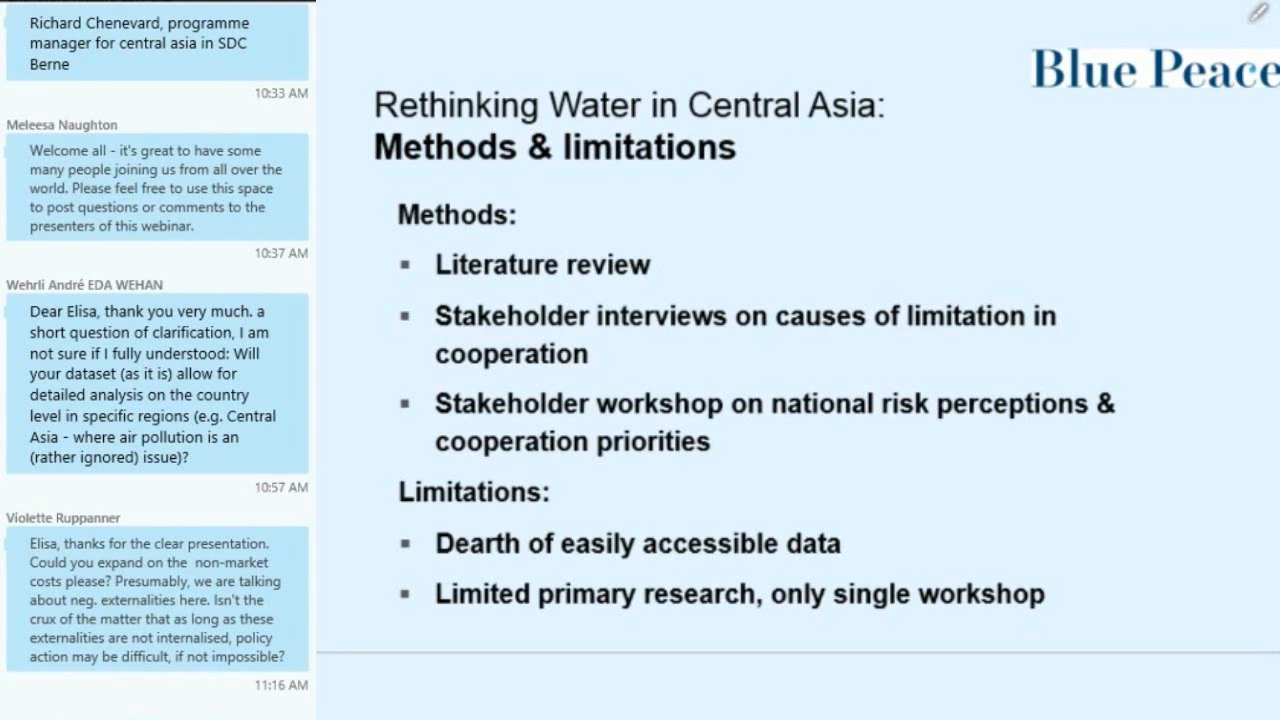 Richard Chenevard, programme
manager for central asia in SDC
Berne
10:33 AM
Meleesa Naughton
Welcome all - it's great to have some
many people joining us from all over the
world. Please feel free to use this space
to post questions or comments to the
presenters of this webinar.
10:37 AM
Wehrli André EDA WEHAN
Dear Elisa, thank you very much. a
short question of clarification, I am
not sure if I fully understood: Will
your dataset (as it is) allow for
detailed analysis on the country
level in specific regions (e.g. Central
Asia - where air pollution is an
(rather ignored) issue)?
10:57 AM
Violette Ruppanner
Elisa, thanks for the clear presentation.
Could you expand on the non-market
costs please? Presumably, we are talking
about neg. externalities here. Isn't the
crux of the matter that as long as these
externalities are not internalised, policy
action may be difficult, if not impossible?
11:16 AM
Blue Peace
Rethinking Water in Central Asia:
Methods & limitations
Methods:
▪ Literature review
▪ Stakeholder interviews on causes of limitation in
cooperation
▪ Stakeholder workshop on national risk perceptions &
cooperation priorities
Limitations:
▪ Dearth of easily accessible data
▪ Limited primary research, only single workshop